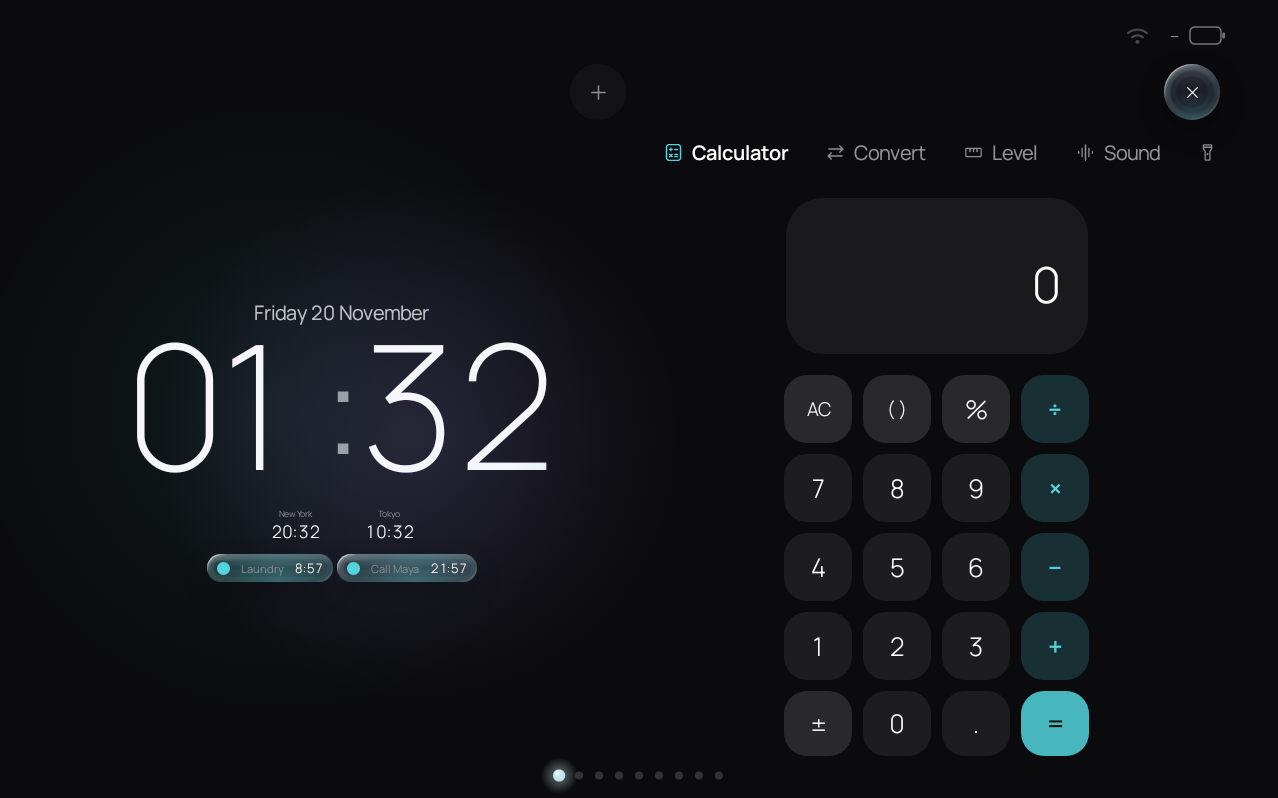 –
+
×
Calculator Convert Level Sound
0
Friday 20 November
01:32
New York Tokyo
20:32 10:32
Laundry 8:57 Call Maya 21:57
AC ( ) % ÷
7 8 9 ×
4 5 6 −
1 2 3 +
± 0 . =